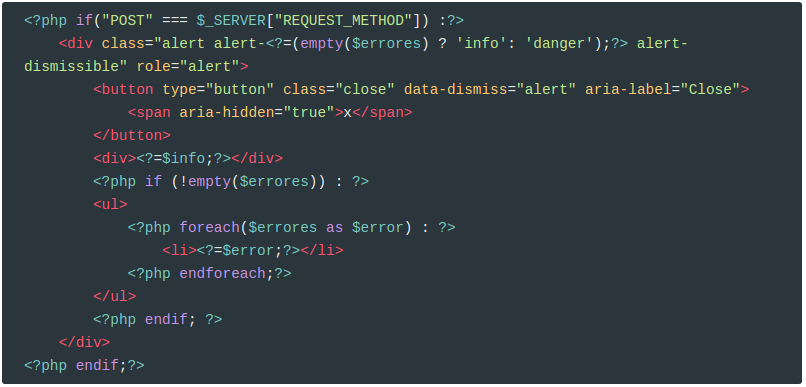 <?php if("POST" === $_SERVER["REQUEST_METHOD"]) :?>
    <div class="alert alert-<?=(empty($errores) ? 'info': 'danger');?> alert-
dismissible" role="alert">
        <button type="button" class="close" data-dismiss="alert" aria-label="Close">
            <span aria-hidden="true">x</span>
        </button>
        <div><?=$info;?></div>
        <?php if (!empty($errores)) : ?>
        <ul>
            <?php foreach($errores as $error) : ?>
                <li><?=$error;?></li>
            <?php endforeach;?>
        </ul>
        <?php endif; ?>
    </div>
<?php endif;?>